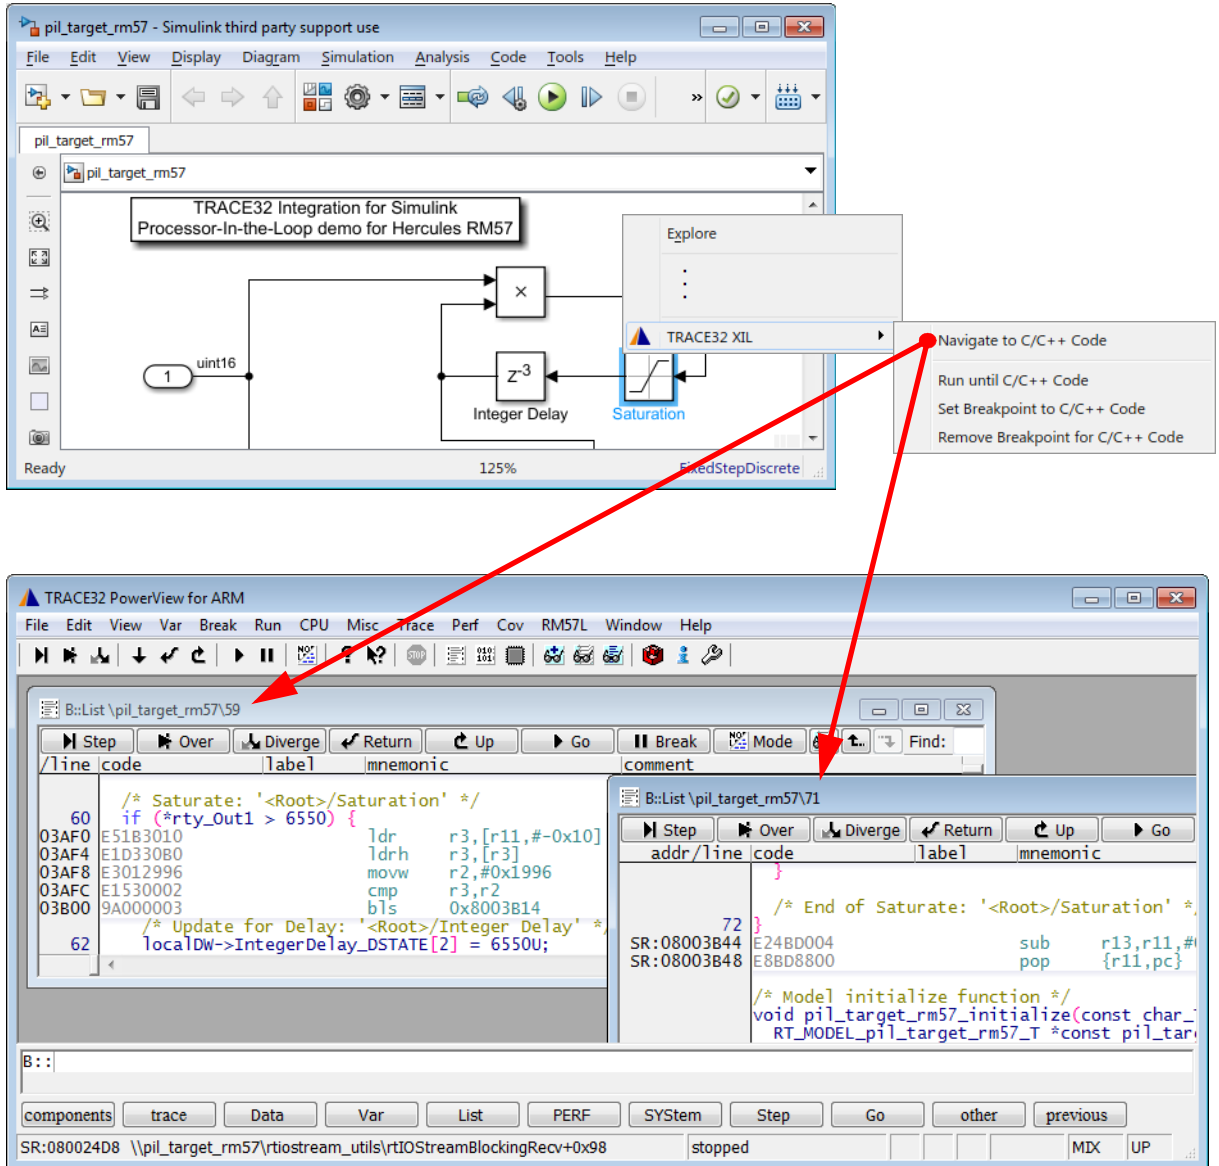 pil_target_rm57 - Simulink third party support use
File Edit View Display Diagram Simulation Analysis Code Tools Help
»
pil_target_rm57
pil_target_rm57
TRACE32 Integration for Simulink
Processor-In-the-Loop demo for Hercules RM57
Explore
TRACE32 XIL
Navigate to C/C++ Code
Run until C/C++ Code
Set Breakpoint to C/C++ Code
Remove Breakpoint for C/C++ Code
×
uint16
1
Z-3
Integer Delay
Saturation
Ready 125% FixedStepDiscrete
TRACE32 PowerView for ARM
File Edit View Var Break Run CPU Misc Trace Perf Cov RM57L Window Help
B::List \pil_target_rm57\59
Step Over Diverge Return Up Go Break Mode t.. Find:
/line code label mnemonic comment
/* Saturate: '<Root>/Saturation' */
60 if (*rty_Out1 > 6550) {
03AF0 E51B3010 ldr r3,[r11,#-0x10]
03AF4 E1D330B0 ldrh r3,[r3]
03AF8 E3012996 movw r2,#0x1996
03AFC E1530002 cmp r3,r2
03B00 9A000003 bls 0x8003B14
/* Update for Delay: '<Root>/Integer Delay' */
62 localDW->IntegerDelay_DSTATE[2] = 6550U;
B::List \pil_target_rm57\71
Step Over Diverge Return Up Go
addr/line code label mnemonic
}
/* End of Saturate: '<Root>/Saturation' *
72 }
SR:08003B44 E24BD004 sub r13,r11,#
SR:08003B48 E8BD8800 pop {r11,pc}
/* Model initialize function */
void pil_target_rm57_initialize(const char_
RT_MODEL_pil_target_rm57_T *const pil_tar
B::
components trace Data Var List PERF SYStem Step Go other previous
SR:080024D8 \\pil_target_rm57\rtiostream_utils\rtIOStreamBlockingRecv+0x98 stopped MIX UP